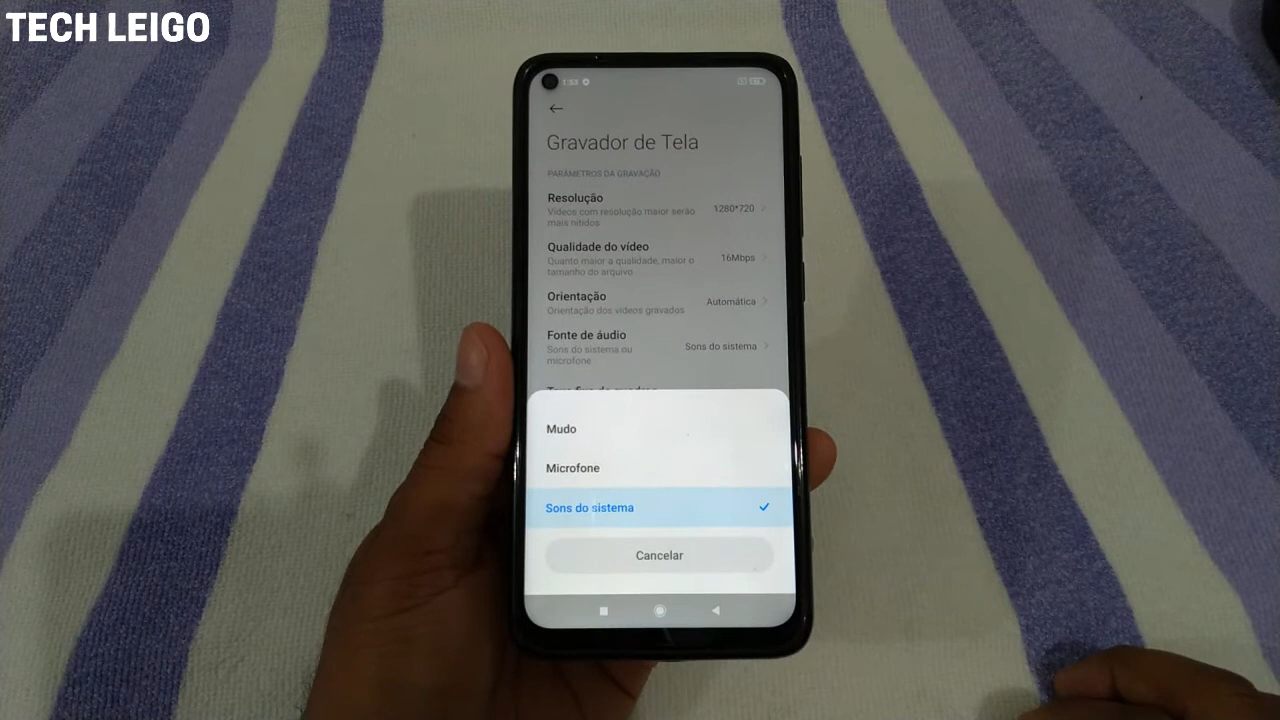 TECH LEIGO
1:53
Gravador de Tela
PARÂMETROS DA GRAVAÇÃO
Resolução
Vídeos com resolução maior serão
mais nítidos
1280*720
Qualidade do vídeo
Quanto maior a qualidade, maior o
tamanho do arquivo
16Mbps
Orientação
Orientação dos vídeos gravados
Automática
Fonte de áudio
Sons do sistema ou
microfone
Sons do sistema
Mudo
Microfone
Sons do sistema
Cancelar